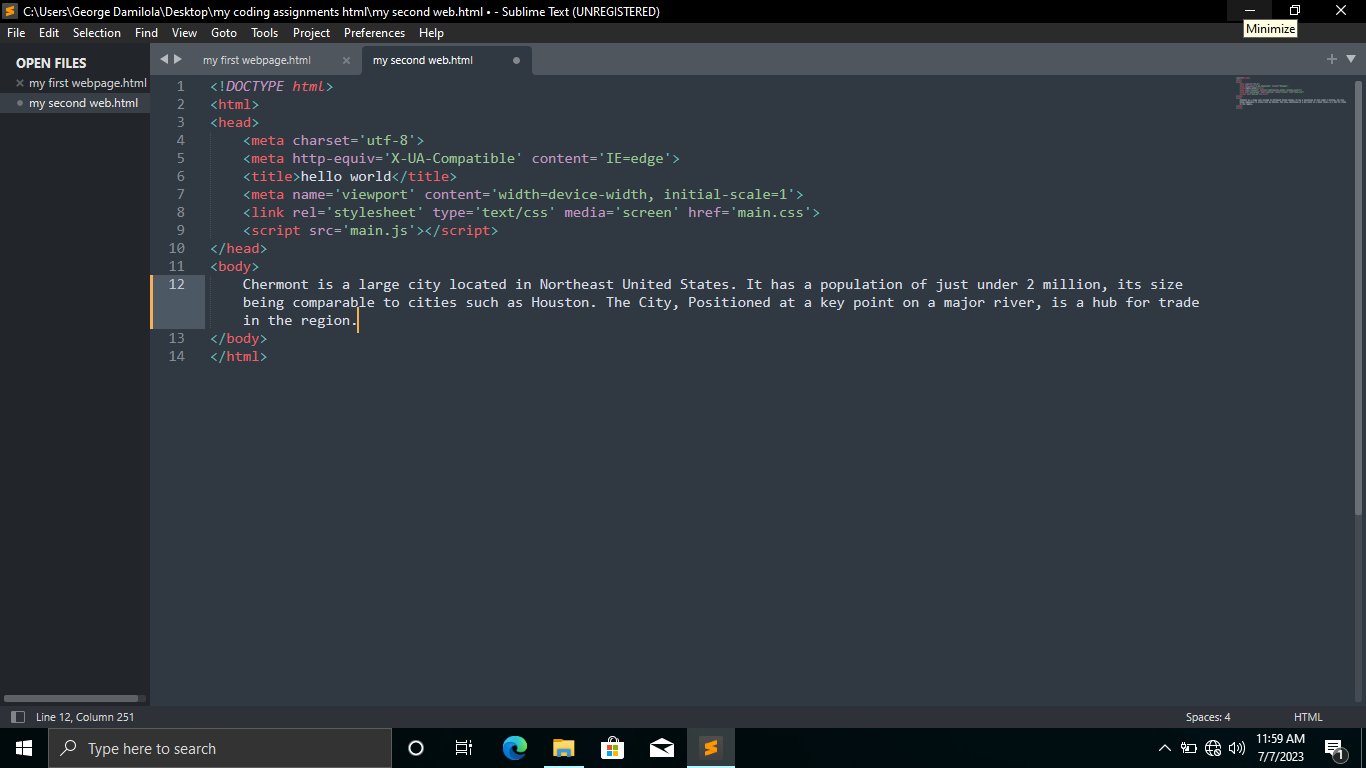 C:\Users\George Damilola\Desktop\my coding assignments html\my second web.html • - Sublime Text (UNREGISTERED)
Minimize
File Edit Selection Find View Goto Tools Project Preferences Help
OPEN FILES
my first webpage.html
my second web.html
my first webpage.html
my second web.html
1 <!DOCTYPE html>
2 <html>
3 <head>
4 <meta charset='utf-8'>
5 <meta http-equiv='X-UA-Compatible' content='IE=edge'>
6 <title>hello world</title>
7 <meta name='viewport' content='width=device-width, initial-scale=1'>
8 <link rel='stylesheet' type='text/css' media='screen' href='main.css'>
9 <script src='main.js'></script>
10 </head>
11 <body>
12 Chermont is a large city located in Northeast United States. It has a population of just under 2 million, its size
being comparable to cities such as Houston. The City, Positioned at a key point on a major river, is a hub for trade
in the region.
13 </body>
14 </html>
Line 12, Column 251
Spaces: 4
HTML
Type here to search
11:59 AM
7/7/2023
1